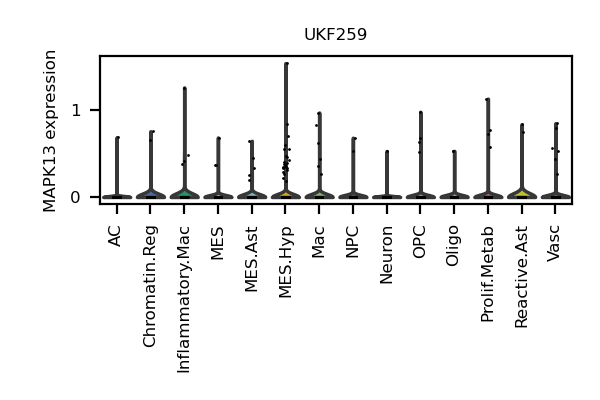 UKF259
MAPK13 expression
1
0
AC
Chromatin.Reg
Inflammatory.Mac
MES
MES.Ast
MES.Hyp
Mac
NPC
Neuron
OPC
Oligo
Prolif.Metab
Reactive.Ast
Vasc